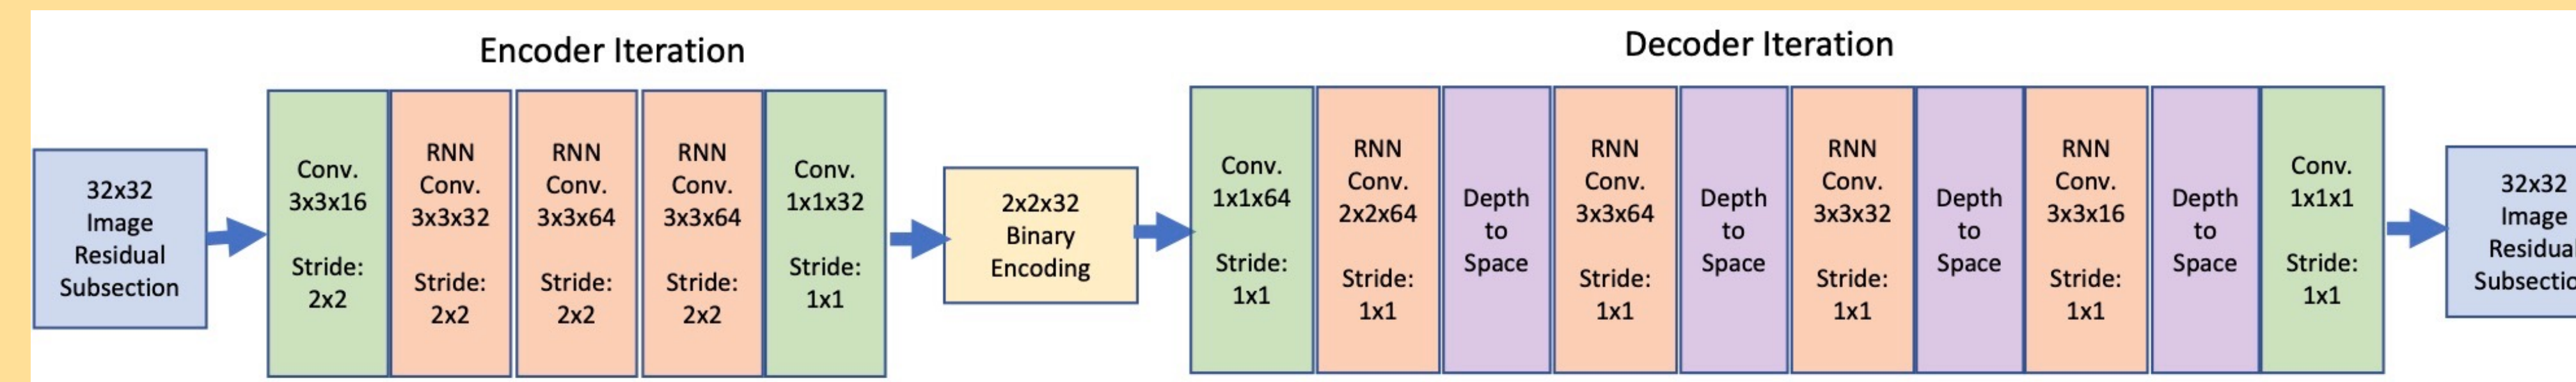 Encoder Iteration
Decoder Iteration
32x32
Image
Residual
Subsection
Conv.
3x3x16
Stride:
2x2
RNN
Conv.
3x3x32
Stride:
2x2
RNN
Conv.
3x3x64
Stride:
2x2
RNN
Conv.
3x3x64
Stride:
2x2
Conv.
1x1x32
Stride:
1x1
2x2x32
Binary
Encoding
Conv.
1x1x64
Stride:
1x1
RNN
Conv.
2x2x64
Stride:
1x1
Depth
to
Space
RNN
Conv.
3x3x64
Stride:
1x1
Depth
to
Space
RNN
Conv.
3x3x32
Stride:
1x1
Depth
to
Space
RNN
Conv.
3x3x16
Stride:
1x1
Depth
to
Space
Conv.
1x1x1
Stride:
1x1
32x32
Image
Residua
Subsectio